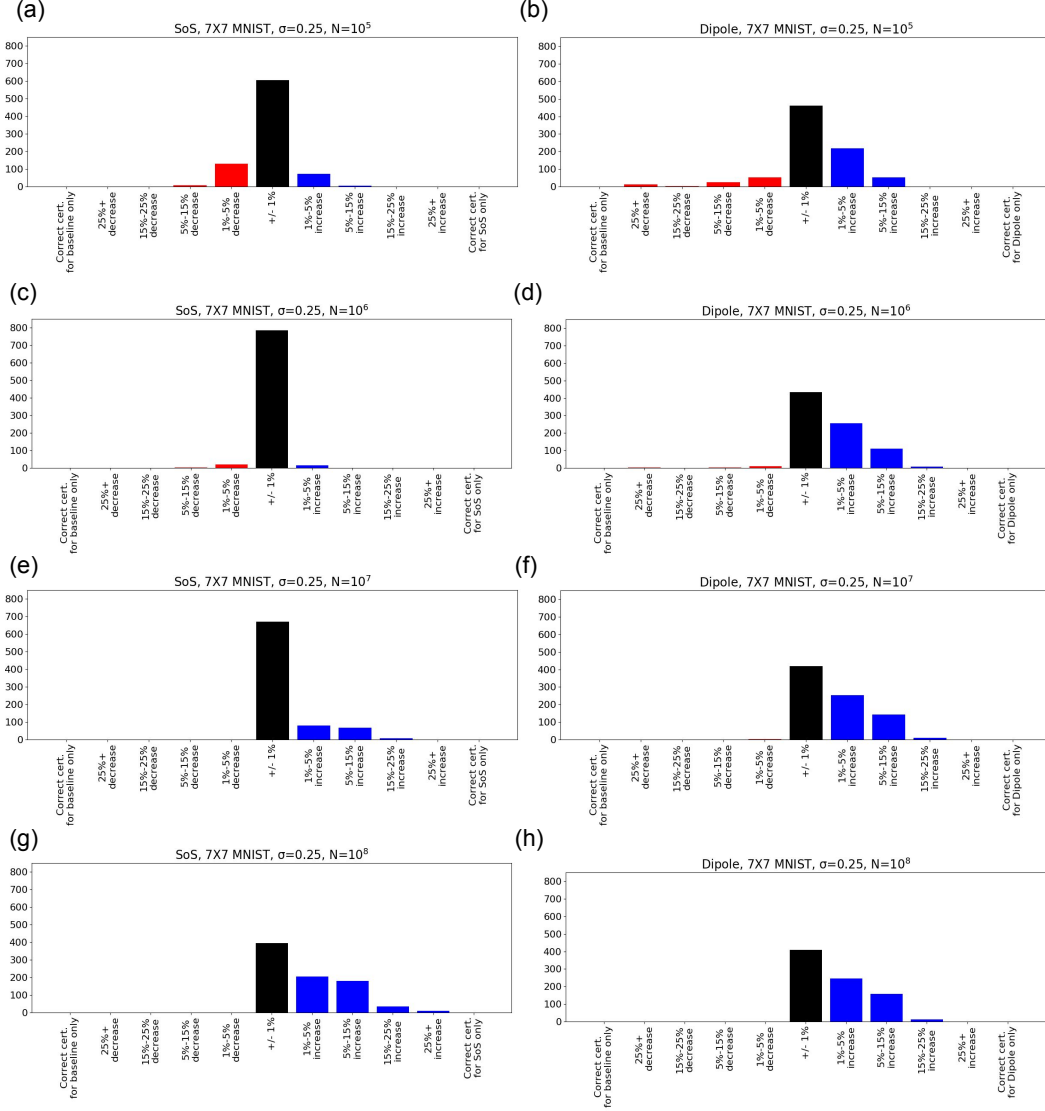 (a)
SoS, 7X7 MNIST, σ=0.25, N=10⁵
800
700
600
500
400
300
200
100
0
Correct cert.
for baseline only
25%+
decrease
15%-25%
decrease
5%-15%
decrease
1%-5%
decrease
+/- 1%
1%-5%
increase
5%-15%
increase
15%-25%
increase
25%+
increase
Correct cert.
for SoS only
(b)
Dipole, 7X7 MNIST, σ=0.25, N=10⁵
800
700
600
500
400
300
200
100
0
Correct cert.
for baseline only
25%+
decrease
15%-25%
decrease
5%-15%
decrease
1%-5%
decrease
+/- 1%
1%-5%
increase
5%-15%
increase
15%-25%
increase
25%+
increase
Correct cert.
for Dipole only
(c)
SoS, 7X7 MNIST, σ=0.25, N=10⁶
800
700
600
500
400
300
200
100
0
Correct cert.
for baseline only
25%+
decrease
15%-25%
decrease
5%-15%
decrease
1%-5%
decrease
+/- 1%
1%-5%
increase
5%-15%
increase
15%-25%
increase
25%+
increase
Correct cert.
for SoS only
(d)
Dipole, 7X7 MNIST, σ=0.25, N=10⁶
800
700
600
500
400
300
200
100
0
Correct cert.
for baseline only
25%+
decrease
15%-25%
decrease
5%-15%
decrease
1%-5%
decrease
+/- 1%
1%-5%
increase
5%-15%
increase
15%-25%
increase
25%+
increase
Correct cert.
for Dipole only
(e)
SoS, 7X7 MNIST, σ=0.25, N=10⁷
800
700
600
500
400
300
200
100
0
Correct cert.
for baseline only
25%+
decrease
15%-25%
decrease
5%-15%
decrease
1%-5%
decrease
+/- 1%
1%-5%
increase
5%-15%
increase
15%-25%
increase
25%+
increase
Correct cert.
for SoS only
(f)
Dipole, 7X7 MNIST, σ=0.25, N=10⁷
800
700
600
500
400
300
200
100
0
Correct cert.
for baseline only
25%+
decrease
15%-25%
decrease
5%-15%
decrease
1%-5%
decrease
+/- 1%
1%-5%
increase
5%-15%
increase
15%-25%
increase
25%+
increase
Correct cert.
for Dipole only
(g)
SoS, 7X7 MNIST, σ=0.25, N=10⁸
800
700
600
500
400
300
200
100
0
Correct cert.
for baseline only
25%+
decrease
15%-25%
decrease
5%-15%
decrease
1%-5%
decrease
+/- 1%
1%-5%
increase
5%-15%
increase
15%-25%
increase
25%+
increase
Correct cert.
for SoS only
(h)
Dipole, 7X7 MNIST, σ=0.25, N=10⁸
800
700
600
500
400
300
200
100
0
Correct cert.
for baseline only
25%+
decrease
15%-25%
decrease
5%-15%
decrease
1%-5%
decrease
+/- 1%
1%-5%
increase
5%-15%
increase
15%-25%
increase
25%+
increase
Correct cert.
for Dipole only